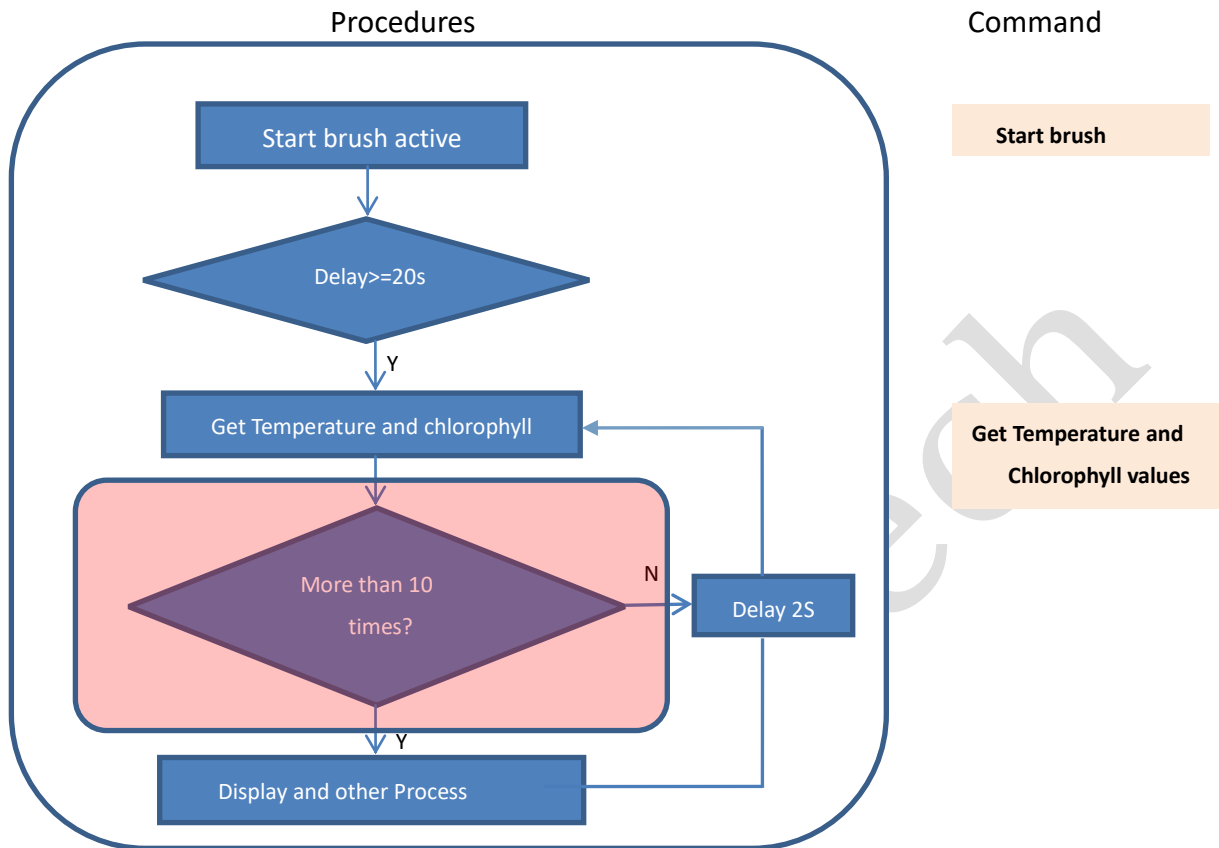 Procedures
Command
Start brush active
Start brush
Delay>=20s
Y
Get Temperature and chlorophyll
Get Temperature and
Chlorophyll values
More than 10
times?
N
Delay 2S
Y
Display and other Process